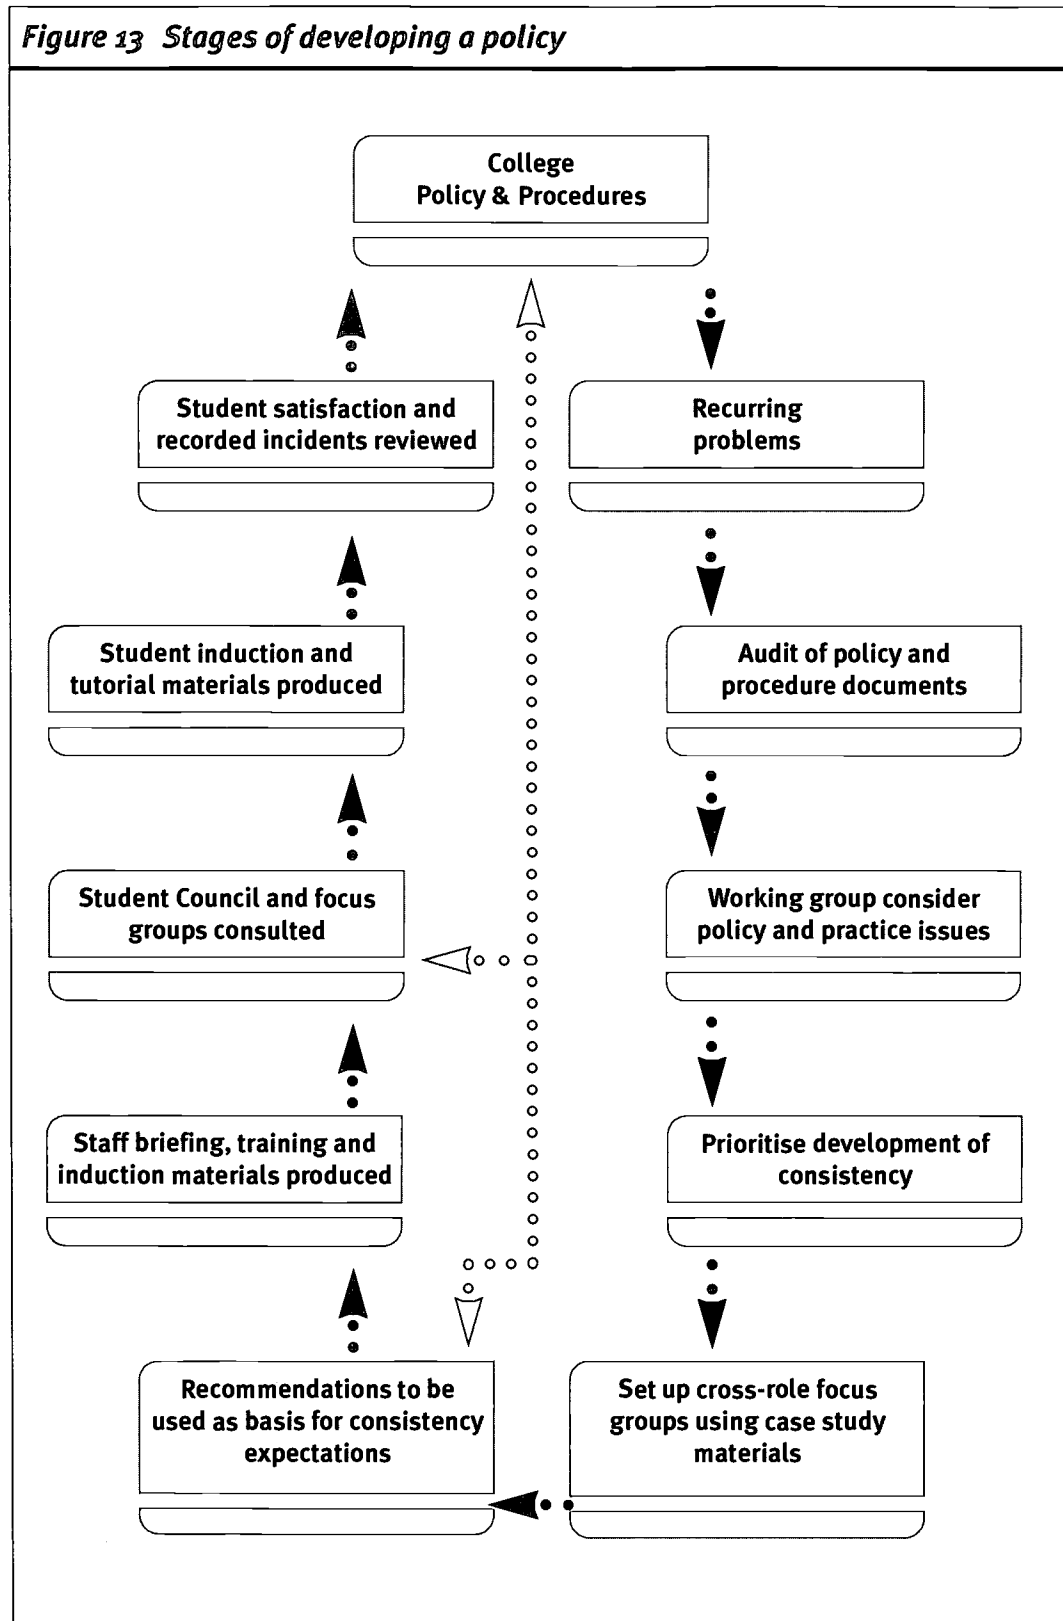 Figure 13 Stages of developing a policy
College
Policy & Procedures
Recurring
problems
Audit of policy and
procedure documents
Working group consider
policy and practice issues
Prioritise development of
consistency
Set up cross-role focus
groups using case study
materials
Recommendations to be
used as basis for consistency
expectations
Staff briefing, training and
induction materials produced
Student Council and focus
groups consulted
Student induction and
tutorial materials produced
Student satisfaction and
recorded incidents reviewed